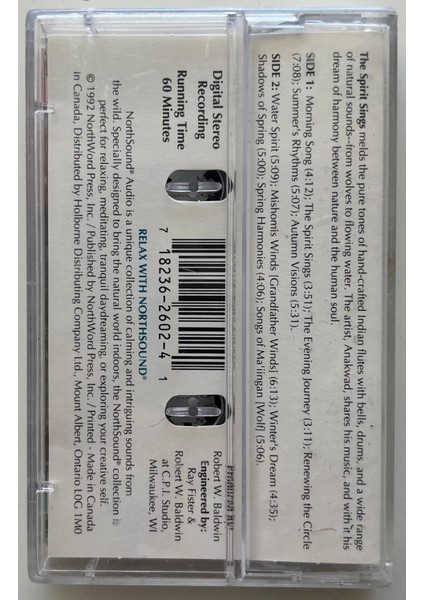 The Spirit Sings melds the pure tones of hand-crafted Indian flutes with bells, drums, and a wide range
of natural sounds—from wolves to flowing water. The artist, Anakwad, shares his music, and with it his
dream of harmony between nature and the human soul.
SIDE 1: Morning Song (4:12); The Spirit Sings (3:51); The Evening Journey (3:11); Renewing the Circle
(7:08); Summer's Rhythms (5:07); Autumn Visions (5:31).
SIDE 2: Water Spirit (5:09); Mishomis Winds [Grandfather Winds] (6:13); Winter's Dream (4:35);
Shadows of Spring (5:00); Spring Harmonies (4:06); Songs of Ma'iingan [Wolf] (5:06).
Digital Stereo
Recording
Running Time
60 Minutes
7 18236-2602-4 1
Robert W. Baldwin
Engineered by:
Ray Fister &
Robert W. Baldwin
at C.P.I. Studio,
Milwaukee, WI
RELAX WITH NORTHSOUND®
NorthSound® Audio is a unique collection of calming and intriguing sounds from
the wild. Specially designed to bring the natural world indoors, the NorthSound® collection is
perfect for relaxing, meditating, tranquil daydreaming, or exploring your creative self.
© 1992 NorthWord Press, Inc. / Published by NorthWord Press, Inc. / Printed - Made in Canada
in Canada, Distributed by Holborne Distributing Company Ltd., Mount Albert, Ontario L0G 1M0